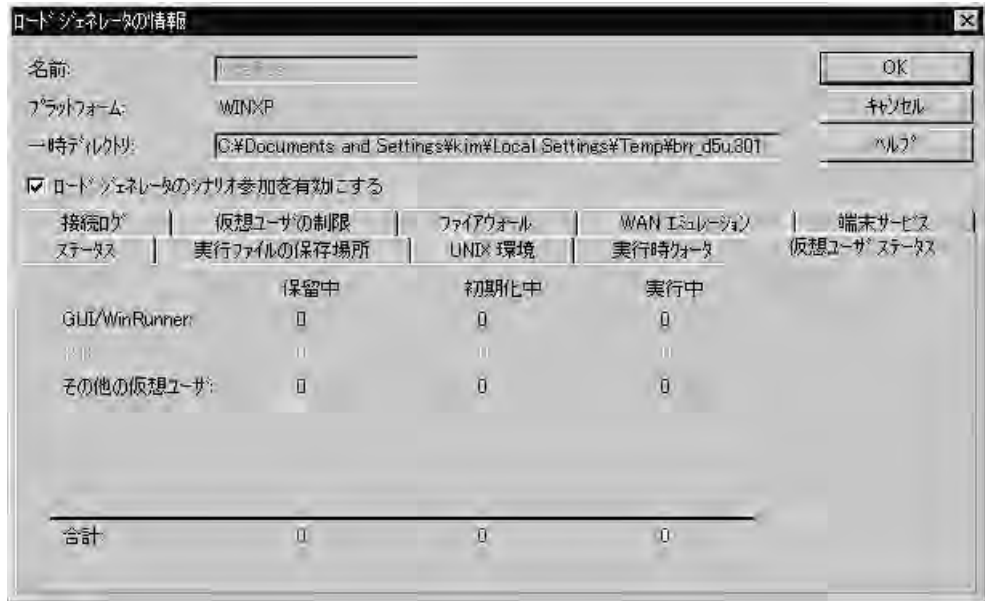 ロード ジェネレータの情報
名前:
OK
プラットフォーム: WINXP
キャンセル
一時ディレクトリ: C:¥Documents and Settings¥kim¥Local Settings¥Temp¥brr_d5u.301
ヘルプ
ロード ジェネレータのシナリオ参加を有効にする
接続ログ 仮想ユーザの制限 ファイアウォール WAN エミュレーション 端末サービス
ステータス 実行ファイルの保存場所 UNIX 環境 実行時クォータ 仮想ユーザ ステータス
保留中 初期化中 実行中
GUI/WinRunner: 0 0 0
その他の仮想ユーザ: 0 0 0
合計 0 0 0